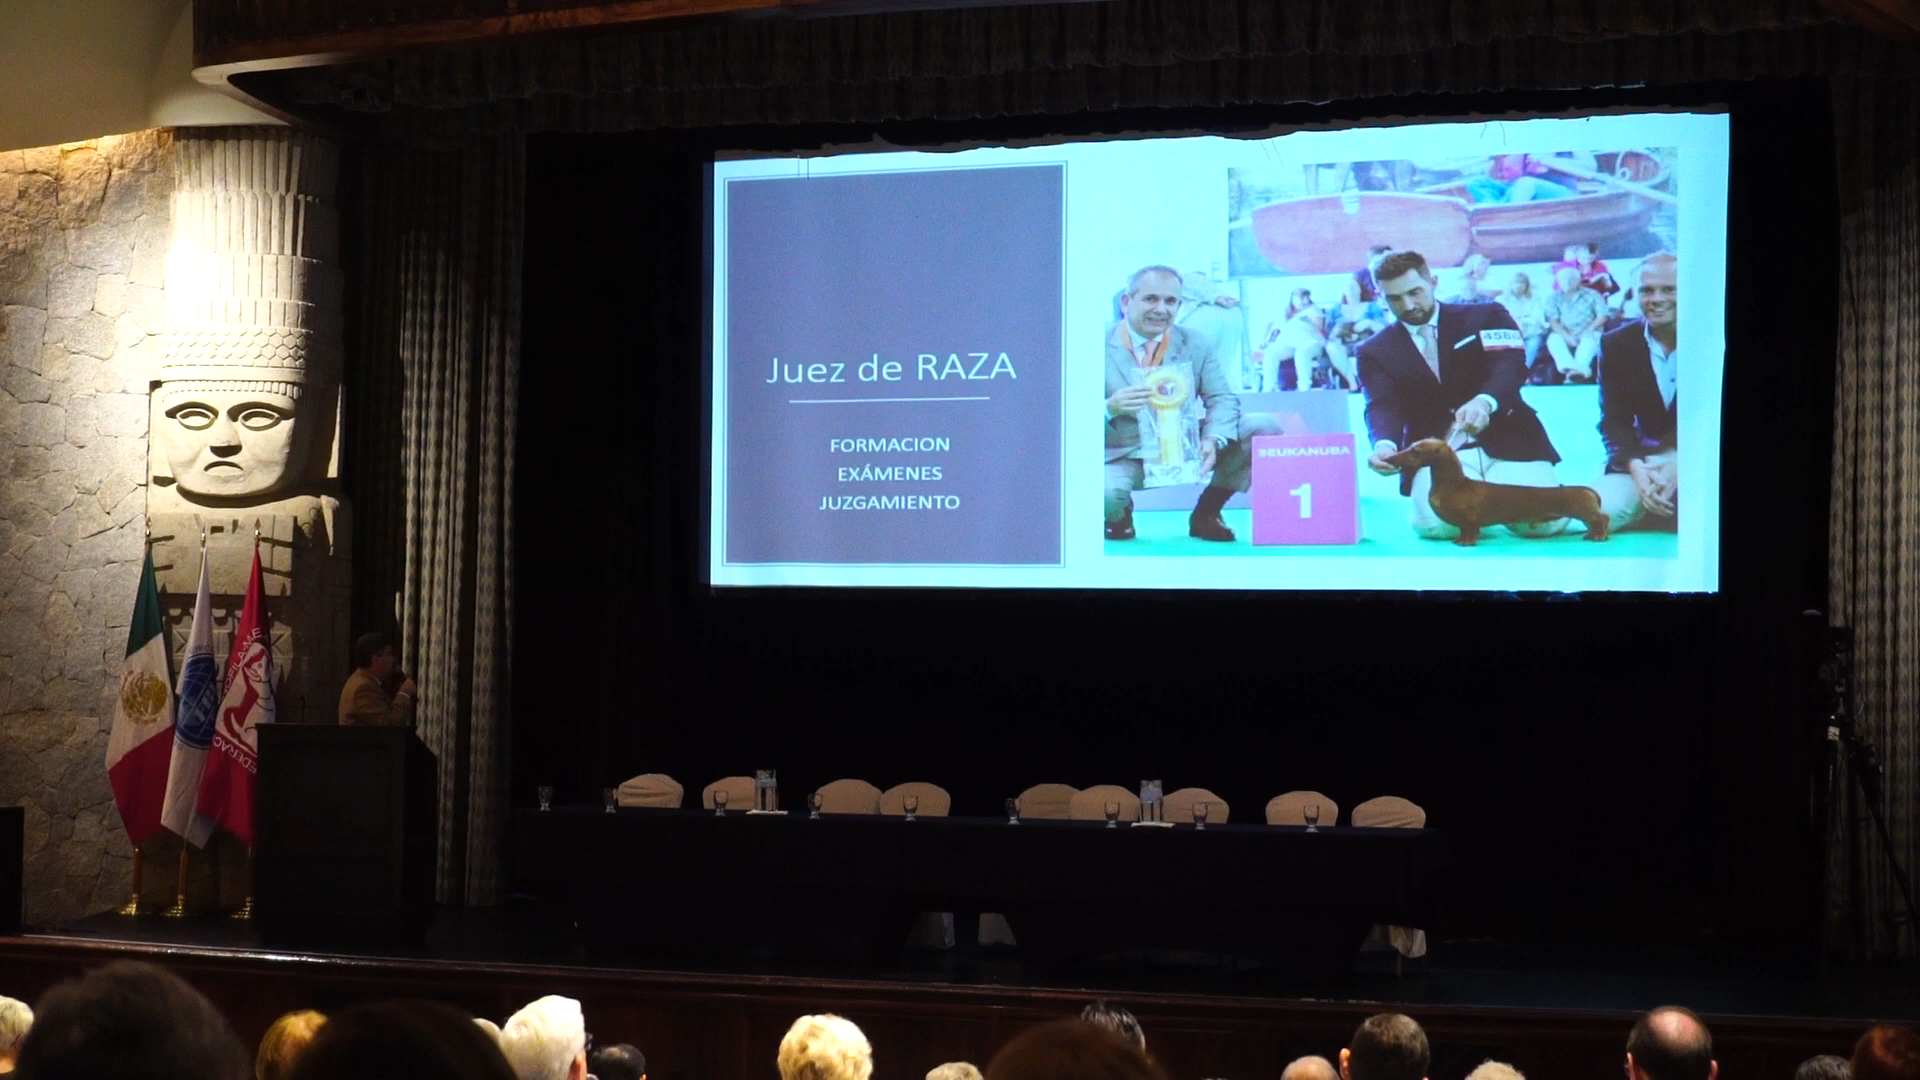 Juez de RAZA
FORMACION
EXÁMENES
JUZGAMIENTO
EUKANUBA
1